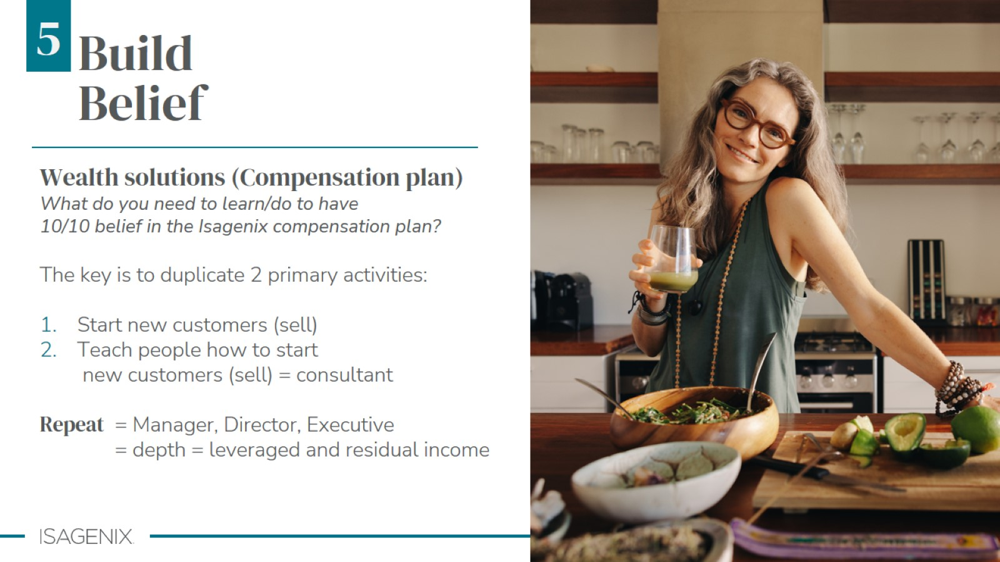 5
Build
Belief
Wealth solutions (Compensation plan)
What do you need to learn/do to have
10/10 belief in the Isagenix compensation plan?
The key is to duplicate 2 primary activities:
1. Start new customers (sell)
2. Teach people how to start
new customers (sell) = consultant
Repeat = Manager, Director, Executive
= depth = leveraged and residual income
ISAGENIX